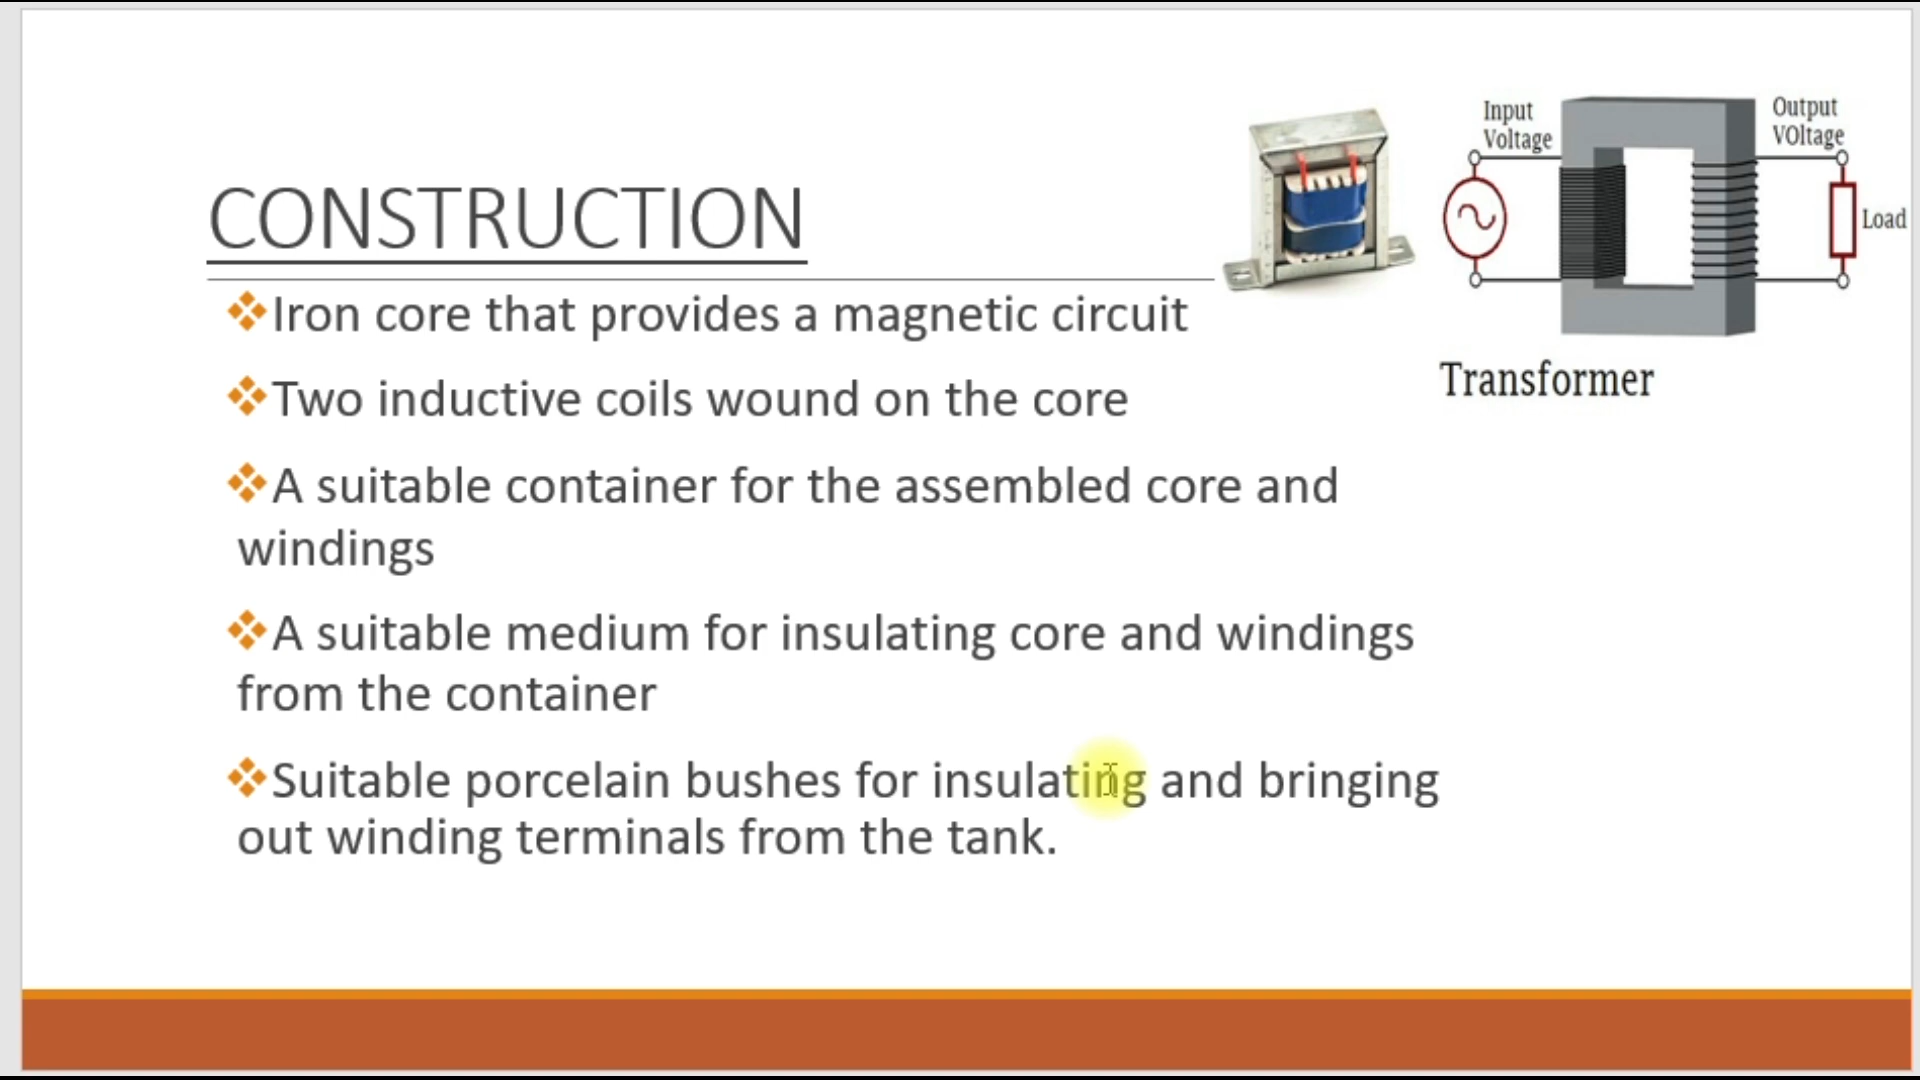 CONSTRUCTION
Iron core that provides a magnetic circuit
Two inductive coils wound on the core
A suitable container for the assembled core and
windings
A suitable medium for insulating core and windings
from the container
Suitable porcelain bushes for insulating and bringing
out winding terminals from the tank.
Input
Voltage
Output
VOltage
Load
Transformer